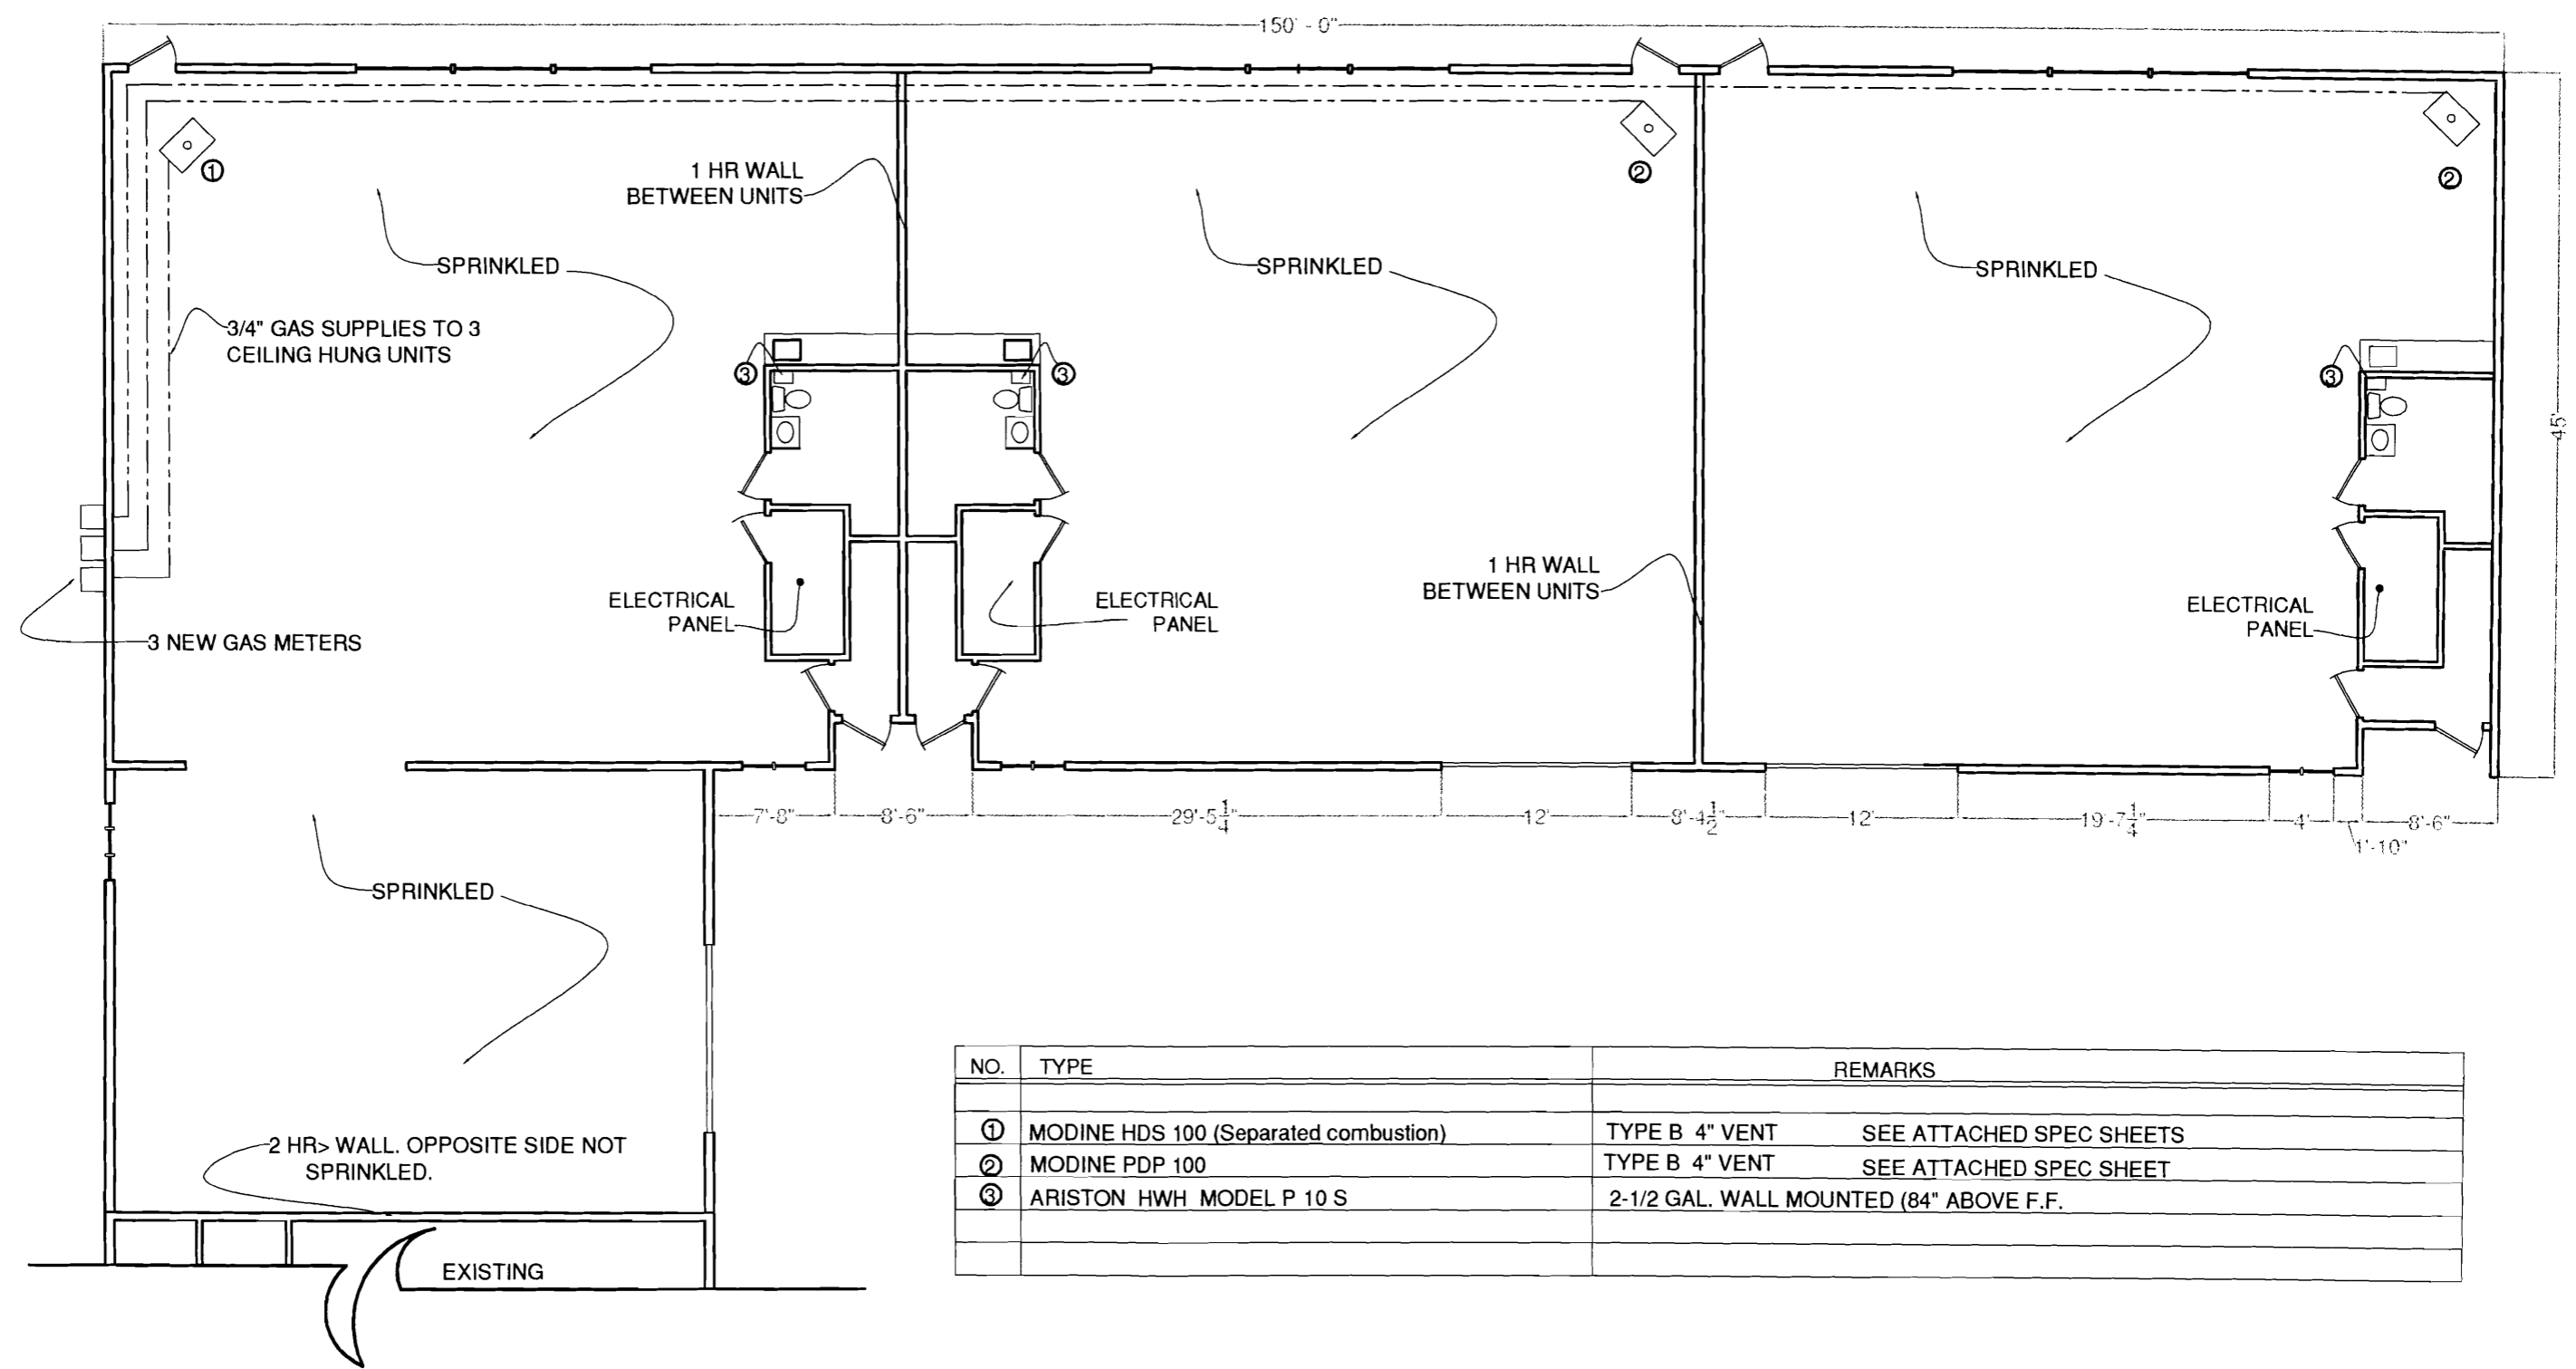 150' - 0"
1 HR WALL
BETWEEN UNITS
①
②
②
SPRINKLED
SPRINKLED
SPRINKLED
3/4" GAS SUPPLIES TO 3
CEILING HUNG UNITS
③
③
③
45'
1 HR WALL
BETWEEN UNITS
ELECTRICAL
PANEL
ELECTRICAL
PANEL
ELECTRICAL
PANEL
3 NEW GAS METERS
7'-8"
8'-6"
29'-5 1/4"
12'
8'-4 1/2"
12'
19'-7 1/4"
4'
1'-10"
8'-6"
SPRINKLED
2 HR> WALL. OPPOSITE SIDE NOT
SPRINKLED.
EXISTING
NO. TYPE REMARKS
① MODINE HDS 100 (Separated combustion) TYPE B 4" VENT SEE ATTACHED SPEC SHEETS
② MODINE PDP 100 TYPE B 4" VENT SEE ATTACHED SPEC SHEET
③ ARISTON HWH MODEL P 10 S 2-1/2 GAL. WALL MOUNTED (84" ABOVE F.F.